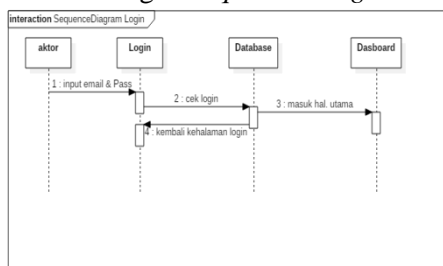 interaction SequenceDiagram Login
aktor
Login
Database
Dasboard
1 : input email & Pass
2 : cek login
3 : masuk hal. utama
4 : kembali kehalaman login